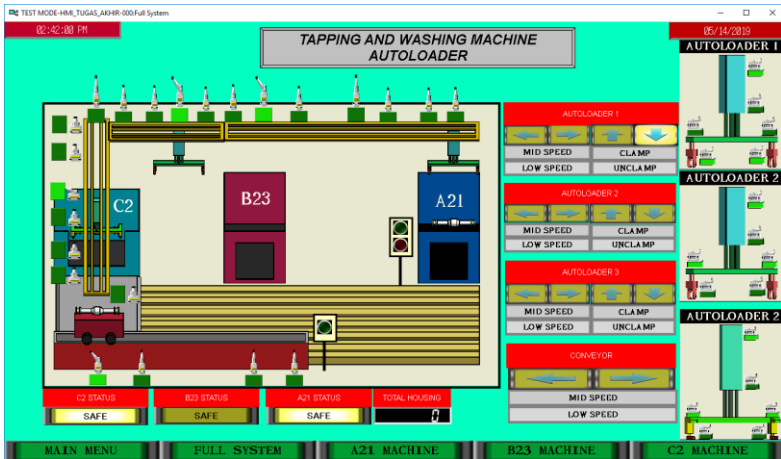 TEST MODE-HMI_TUGAS_AKHIR-000:Full System
02:42:00 PM
TAPPING AND WASHING MACHINE
AUTOLOADER
05/14/2019
AUTOLOADER 1
AUTOLOADER 1
MID SPEED CLAMP
LOW SPEED UNCLAMP
AUTOLOADER 2
AUTOLOADER 2
MID SPEED CLAMP
LOW SPEED UNCLAMP
C2
B23
A21
AUTOLOADER 3
MID SPEED CLAMP
LOW SPEED UNCLAMP
AUTOLOADER 2
CONVEYOR
MID SPEED
LOW SPEED
C2 STATUS B23 STATUS A21 STATUS TOTAL HOUSING
SAFE SAFE SAFE 0
MAIN MENU FULL SYSTEM A21 MACHINE B23 MACHINE C2 MACHINE